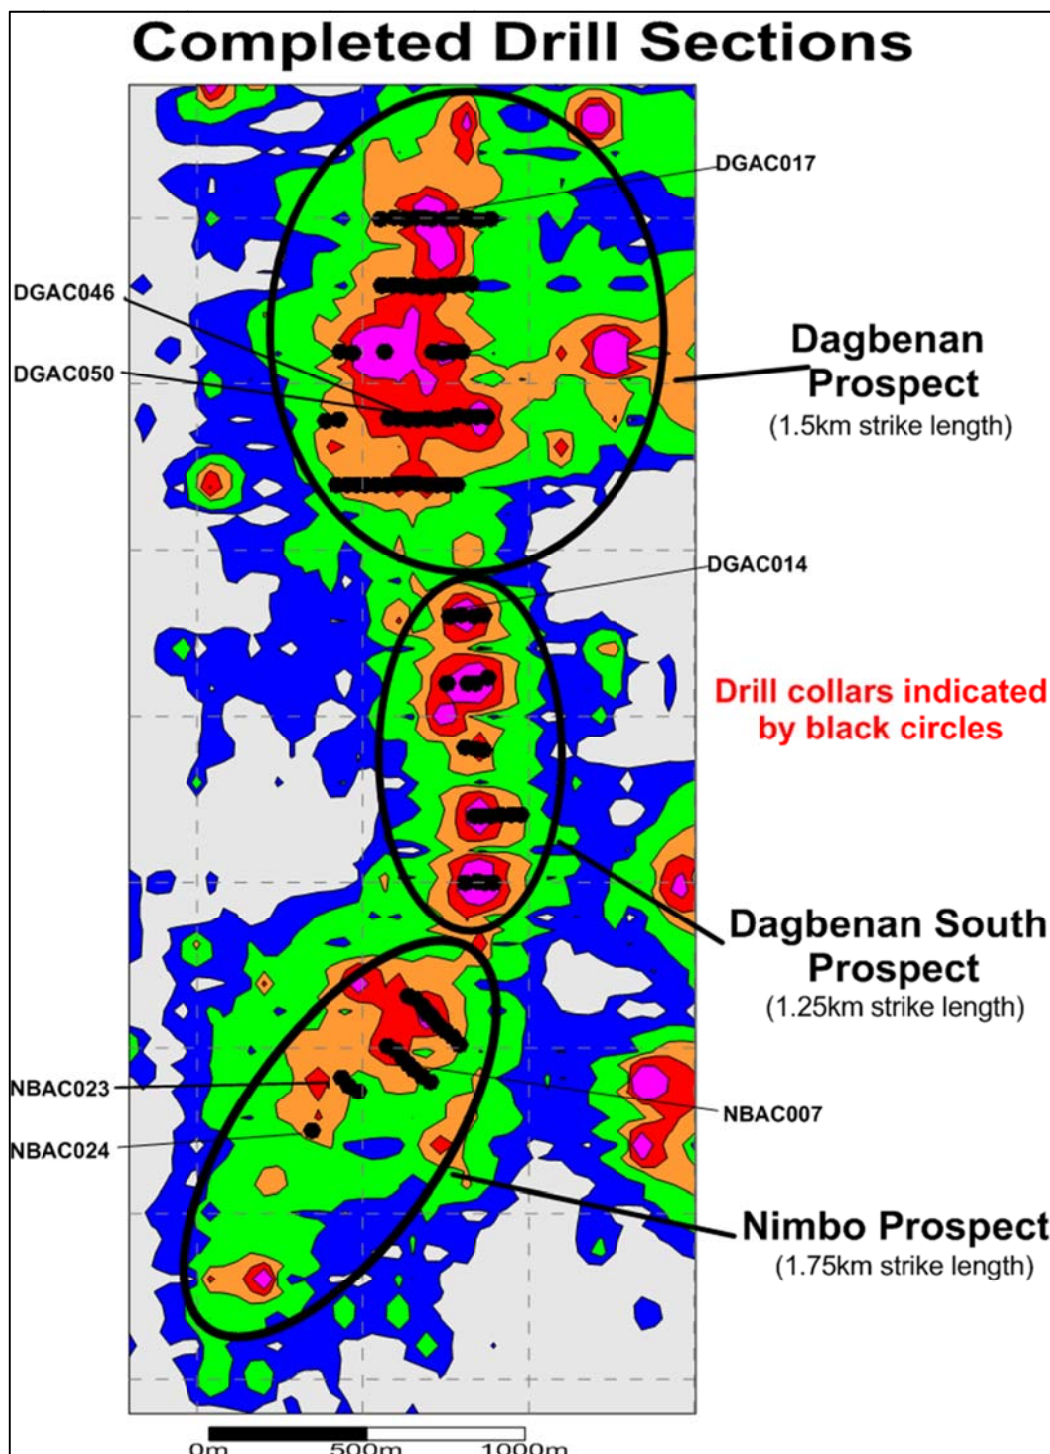 Completed Drill Sections
DGAC017
DGAC046
DGAC050
Dagbenan
Prospect
(1.5km strike length)
DGAC014
Drill collars indicated
by black circles
Dagbenan South
Prospect
(1.25km strike length)
NBAC023
NBAC007
NBAC024
Nimbo Prospect
(1.75km strike length)
0m 500m 1000m